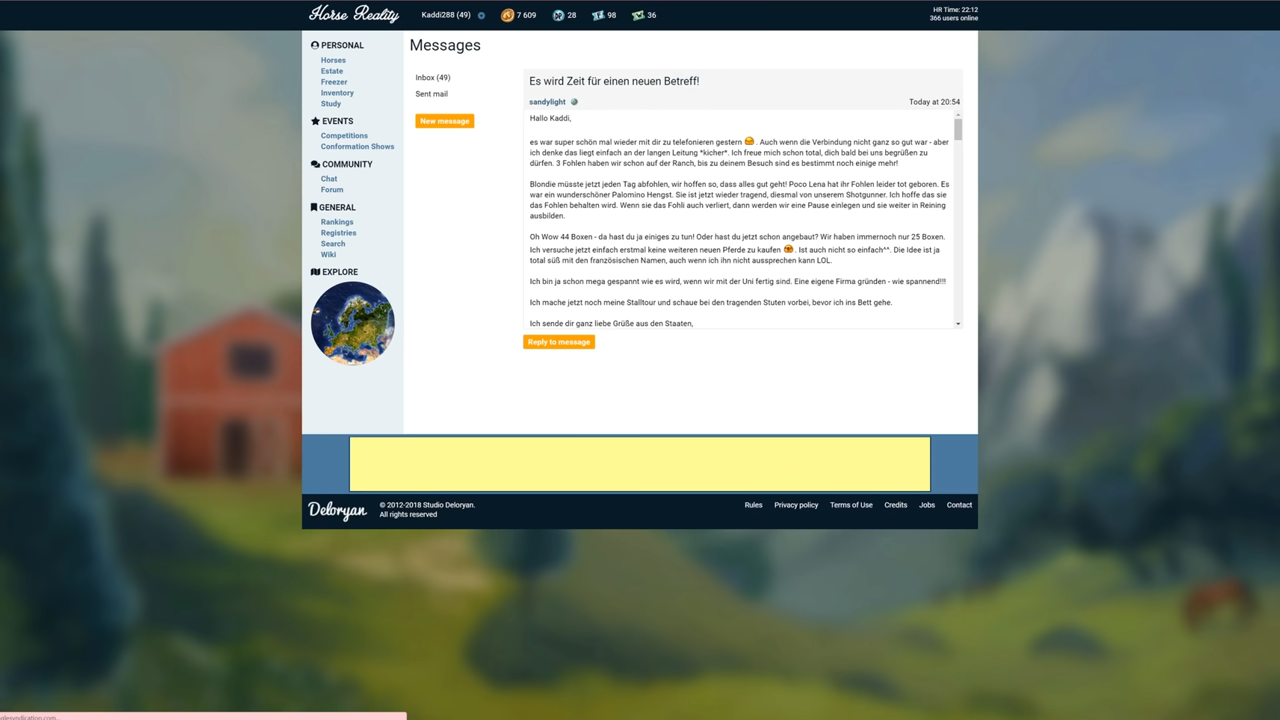 Horse Reality
Kaddi288 (49)
7 609
28
98
36
HR Time: 22:12
366 users online
PERSONAL
Horses
Estate
Freezer
Inventory
Study
EVENTS
Competitions
Conformation Shows
COMMUNITY
Chat
Forum
GENERAL
Rankings
Registries
Search
Wiki
EXPLORE
Messages
Inbox (49)
Sent mail
New message
Es wird Zeit für einen neuen Betreff!
sandylight
Today at 20:54
Hallo Kaddi,
es war super schön mal wieder mit dir zu telefonieren gestern . Auch wenn die Verbindung nicht ganz so gut war - aber
ich denke das liegt einfach an der langen Leitung *kicher*. Ich freue mich schon total, dich bald bei uns begrüßen zu
dürfen. 3 Fohlen haben wir schon auf der Ranch, bis zu deinem Besuch sind es bestimmt noch einige mehr!
Blondie müsste jetzt jeden Tag abfohlen, wir hoffen so, dass alles gut geht! Poco Lena hat ihr Fohlen leider tot geboren. Es
war ein wunderschöner Palomino Hengst. Sie ist jetzt wieder tragend, diesmal von unserem Shotgunner. Ich hoffe das sie
das Fohlen behalten wird. Wenn sie das Fohli auch verliert, dann werden wir eine Pause einlegen und sie weiter in Reining
ausbilden.
Oh Wow 44 Boxen - da hast du ja einiges zu tun! Oder hast du jetzt schon angebaut? Wir haben immernoch nur 25 Boxen.
Ich versuche jetzt einfach erstmal keine weiteren neuen Pferde zu kaufen . Ist auch nicht so einfach^^. Die Idee ist ja
total süß mit den französischen Namen, auch wenn ich ihn nicht aussprechen kann LOL.
Ich bin ja schon mega gespannt wie es wird, wenn wir mit der Uni fertig sind. Eine eigene Firma gründen - wie spannend!!!
Ich mache jetzt noch meine Stalltour und schaue bei den tragenden Stuten vorbei, bevor ich ins Bett gehe.
Ich sende dir ganz liebe Grüße aus den Staaten,
Reply to message
Deloryan
© 2012-2018 Studio Deloryan.
All rights reserved
Rules
Privacy policy
Terms of Use
Credits
Jobs
Contact
glesyndication.com...